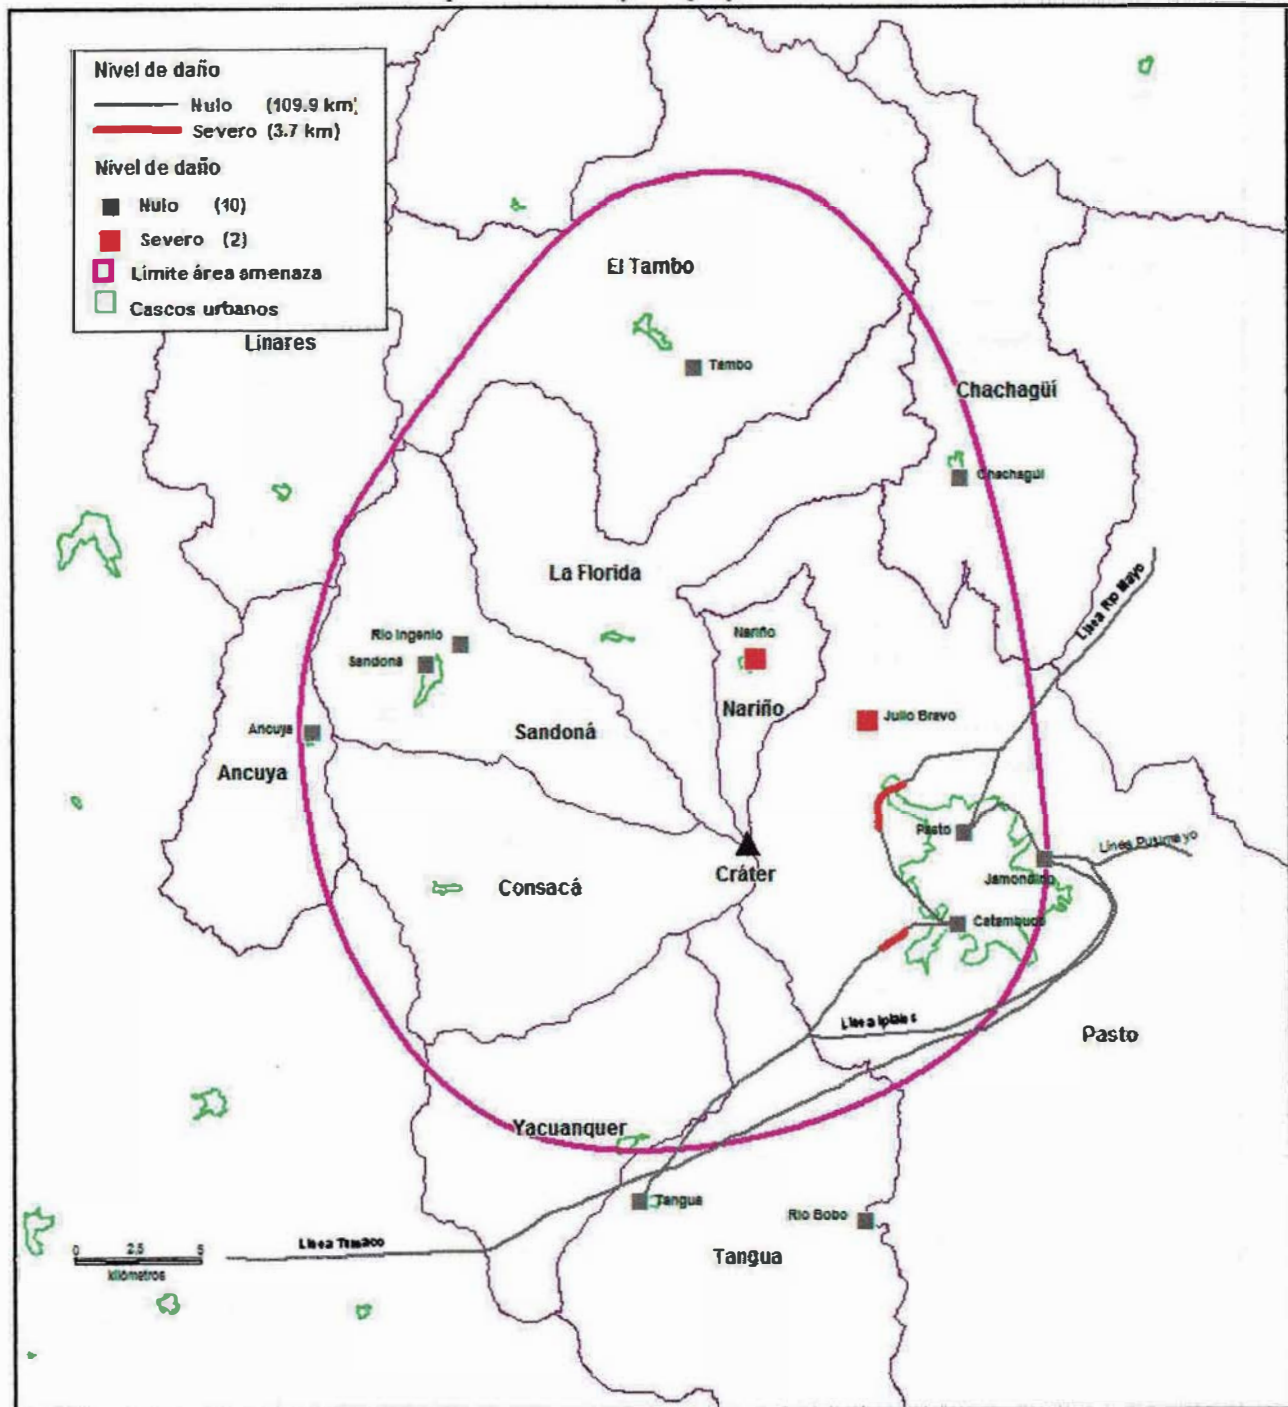 Nivel de daño
Nulo (109.9 km)
Severo (3.7 km)
Nivel de daño
Nulo (10)
Severo (2)
Límite área amenaza
Cascos urbanos
Linares
El Tambo
Tambo
Chachagüí
Chachagüí
La Florida
Línea Río Mayo
Río Ingenio
Sandoná
Nariño
Nariño
Julio Bravo
Ancuya
Ancuya
Sandoná
Pasto
Línea Putumayo
Cráter
Jamondino
Consacá
Catambuco
Línea Ipiales
Pasto
Yacuanquer
Tangua
Río Bobo
Línea Tumaco
Tangua
0 2,5 5
kilómetros